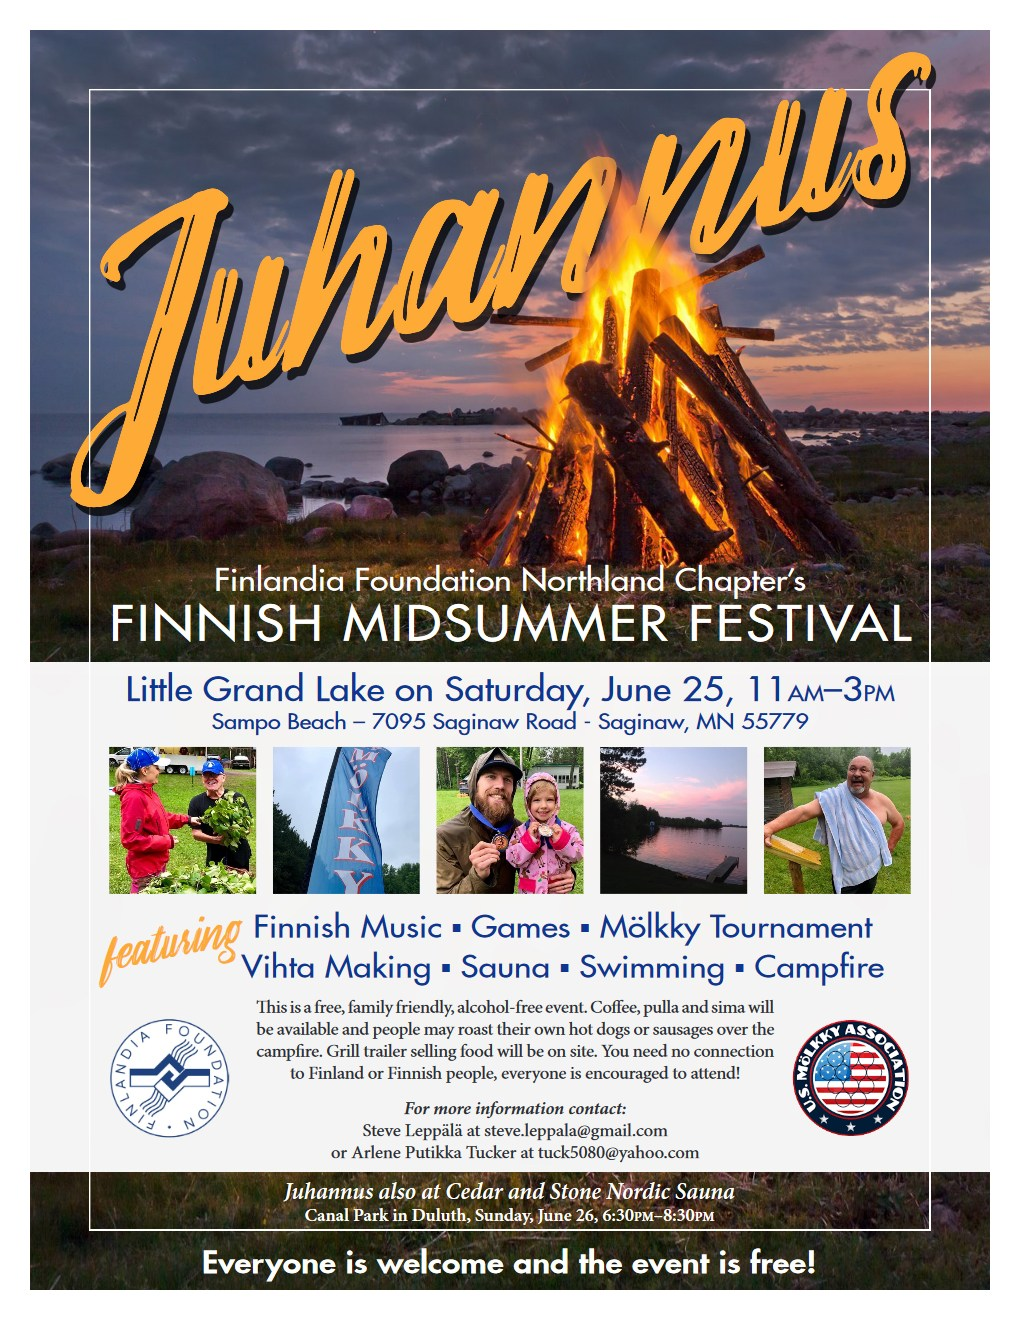 Juhannus
Finlandia Foundation Northland Chapter's
FINNISH MIDSUMMER FESTIVAL
Little Grand Lake on Saturday, June 25, 11AM–3PM
Sampo Beach – 7095 Saginaw Road - Saginaw, MN 55779
MÖLKKY
featuring
Finnish Music ▪ Games ▪ Mölkky Tournament
Vihta Making ▪ Sauna ▪ Swimming ▪ Campfire
This is a free, family friendly, alcohol-free event. Coffee, pulla and sima will
be available and people may roast their own hot dogs or sausages over the
campfire. Grill trailer selling food will be on site. You need no connection
to Finland or Finnish people, everyone is encouraged to attend!
FINLANDIA FOUNDATION
U.S. MÖLKKY ASSOCIATION
For more information contact:
Steve Leppälä at steve.leppala@gmail.com
or Arlene Putikka Tucker at tuck5080@yahoo.com
Juhannus also at Cedar and Stone Nordic Sauna
Canal Park in Duluth, Sunday, June 26, 6:30PM–8:30PM
Everyone is welcome and the event is free!